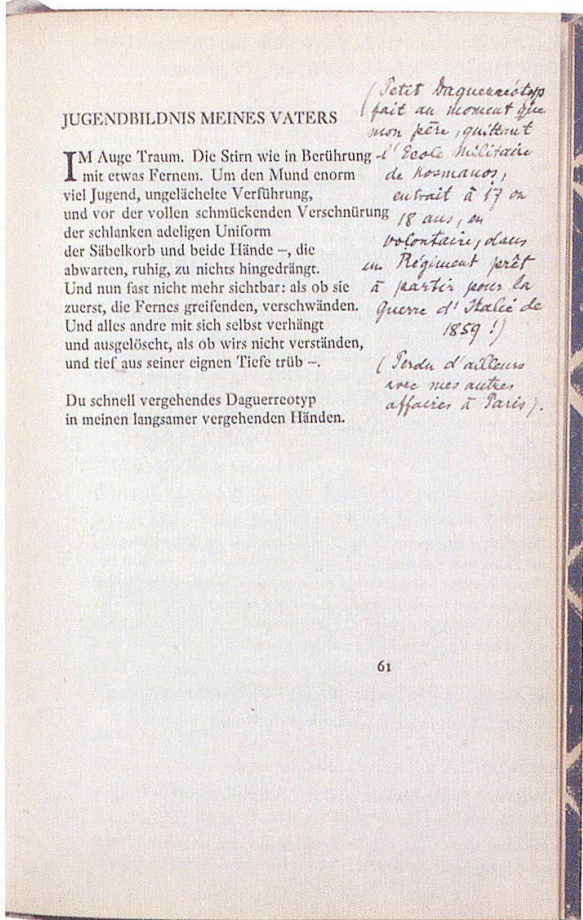 JUGENDBILDNIS MEINES VATERS
IM Auge Traum. Die Stirn wie in Berührung
mit etwas Fernem. Um den Mund enorm
viel Jugend, ungelächelte Verführung,
und vor der vollen schmückenden Verschnürung
der schlanken adeligen Uniform
der Säbelkorb und beide Hände –, die
abwarten, ruhig, zu nichts hingedrängt.
Und nun fast nicht mehr sichtbar: als ob sie
zuerst, die Fernes greifenden, verschwänden.
Und alles andre mit sich selbst verhängt
und ausgelöscht, als ob wirs nicht verständen,
und tief aus seiner eignen Tiefe trüb –.
Du schnell vergehendes Daguerreotyp
in meinen langsamer vergehenden Händen.
(Petit Daguerréotyp
fait au moment que
mon père, quittant
l'Ecole Militaire
de Kosmanos,
entrait à 17 ou
18 ans, en
volontaire, dans
un Régiment prêt
à partir pour la
Guerre d'Italie de
1859!)
(Perdu d'ailleurs
avec mes autres
affaires à Paris).
61